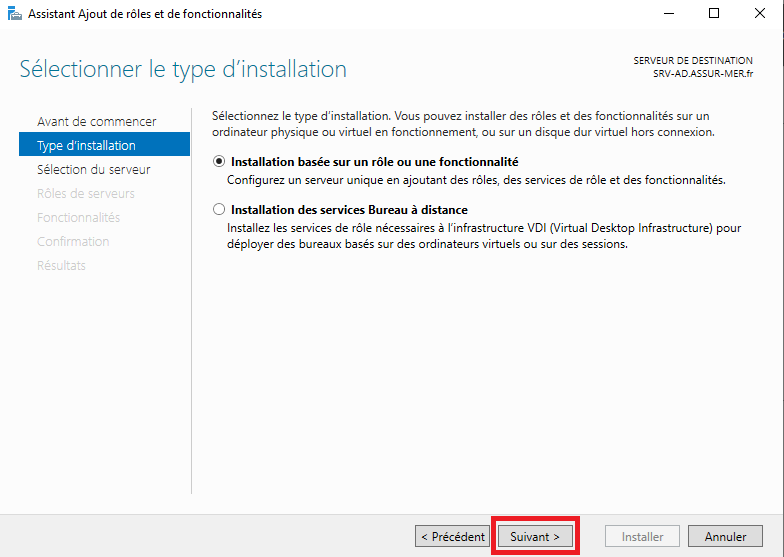 Assistant Ajout de rôles et de fonctionnalités
Sélectionner le type d'installation
SERVEUR DE DESTINATION
SRV-AD.ASSUR-MER.fr
Avant de commencer
Type d'installation
Sélection du serveur
Rôles de serveurs
Fonctionnalités
Confirmation
Résultats
Sélectionnez le type d'installation. Vous pouvez installer des rôles et des fonctionnalités sur un
ordinateur physique ou virtuel en fonctionnement, ou sur un disque dur virtuel hors connexion.
Installation basée sur un rôle ou une fonctionnalité
Configurez un serveur unique en ajoutant des rôles, des services de rôle et des fonctionnalités.
Installation des services Bureau à distance
Installez les services de rôle nécessaires à l'infrastructure VDI (Virtual Desktop Infrastructure) pour
déployer des bureaux basés sur des ordinateurs virtuels ou sur des sessions.
< Précédent
Suivant >
Installer
Annuler